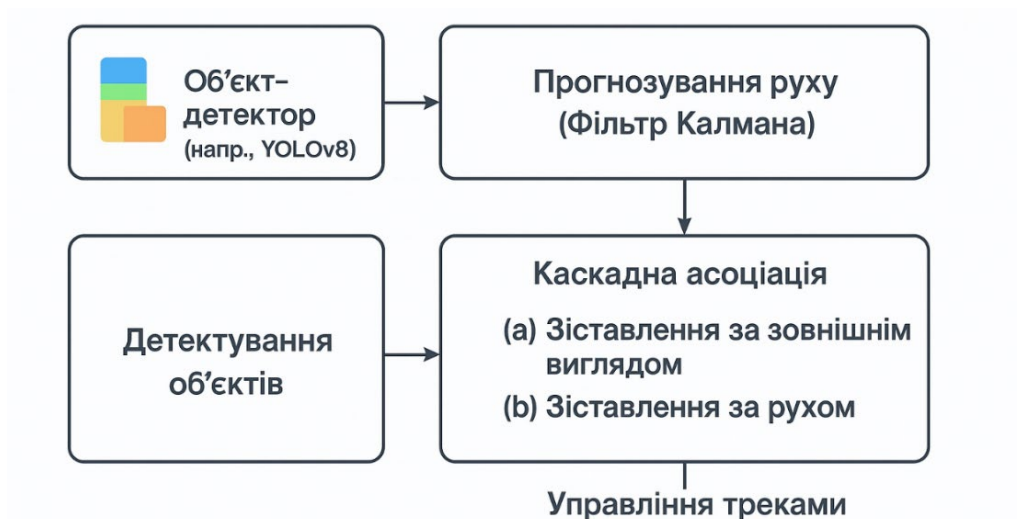 Об’єкт–
детектор
(напр., YOLOv8)
Прогнозування руху
(Фільтр Калмана)
Детектування
об’єктів
Каскадна асоціація
(a) Зіставлення за зовнішнім
виглядом
(b) Зіставлення за рухом
Управління треками